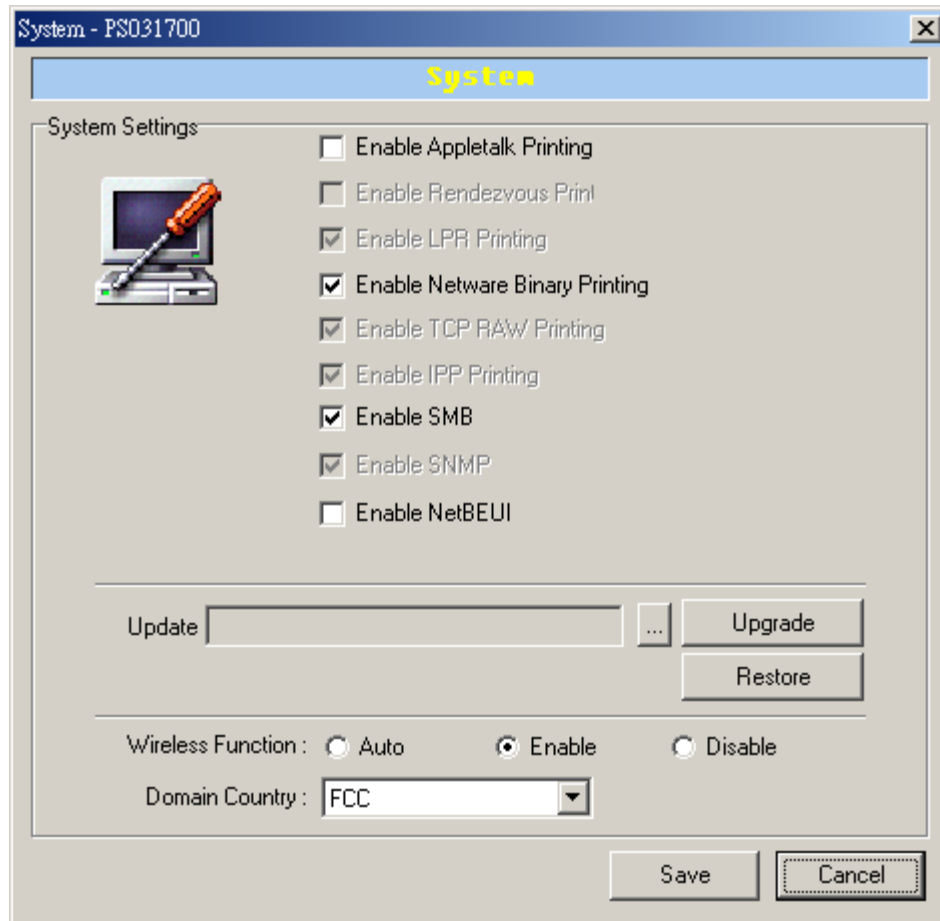 System - PS031700
System
System Settings
Enable Appletalk Printing
Enable Rendezvous Print
Enable LPR Printing
Enable Netware Binary Printing
Enable TCP RAW Printing
Enable IPP Printing
Enable SMB
Enable SNMP
Enable NetBEUI
Update ... Upgrade
Restore
Wireless Function : Auto Enable Disable
Domain Country : FCC
Save Cancel